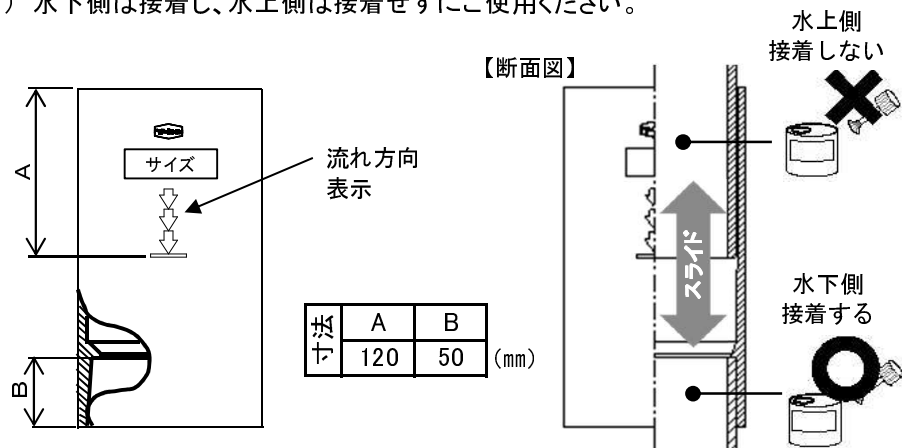 ) 水下側は接着し、水上側は接着せずにご使用ください。
水上側
接着しない
【断面図】
A
サイズ
流れ方向
表示
スライド
水下側
接着する
寸法 A B
120 50 (mm)
B